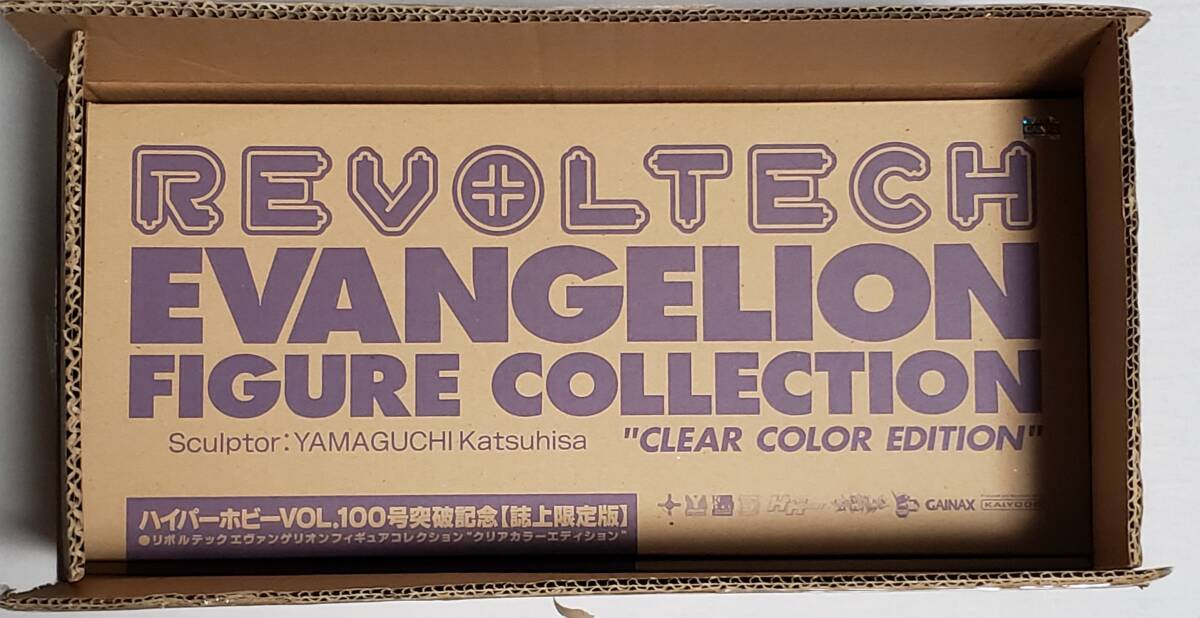 REVOLTECH
EVANGELION
FIGURE COLLECTION
Sculptor:YAMAGUCHI Katsuhisa "CLEAR COLOR EDITION"
ハイパーホビーVOL.100号突破記念【誌上限定版】
●リボルテックエヴァンゲリオンフィギュアコレクション"クリアカラーエディション"
GAINAX KAIYODO